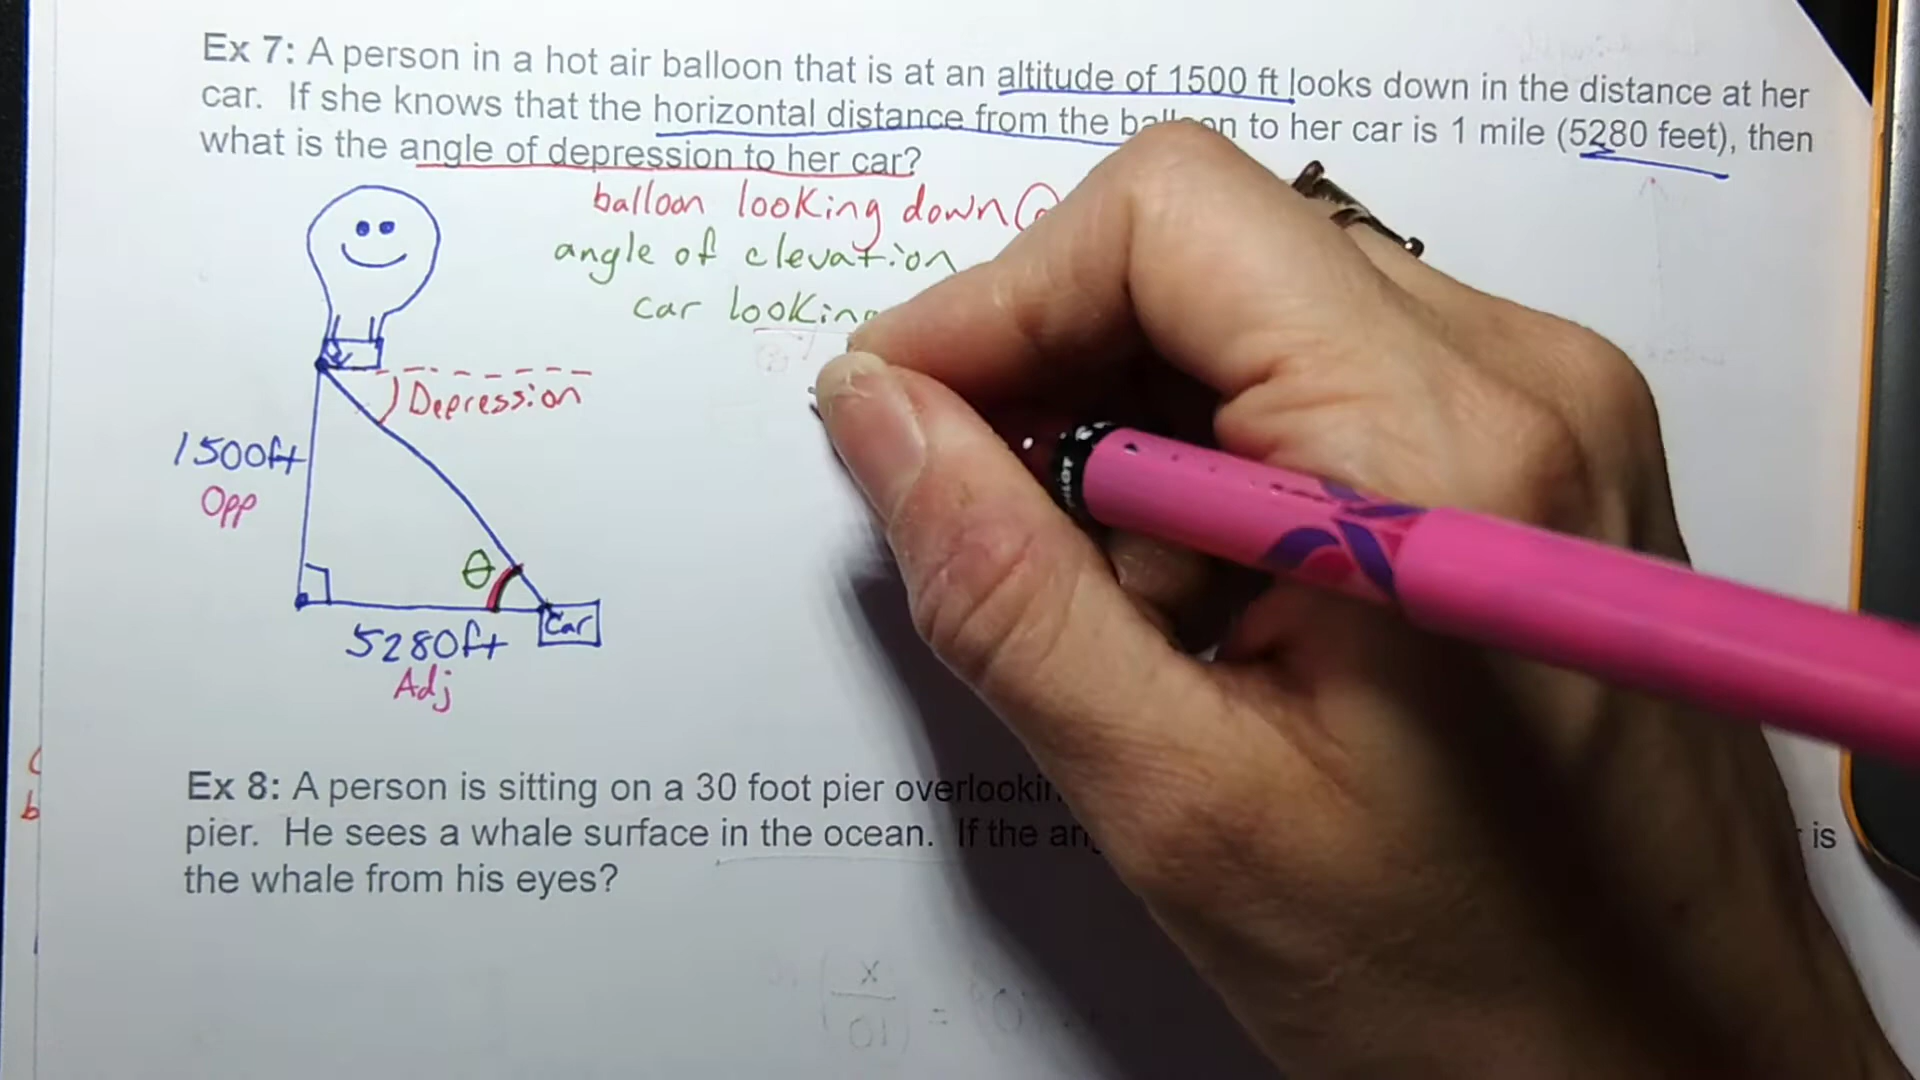 Ex 7: A person in a hot air balloon that is at an altitude of 1500 ft looks down in the distance at her
car. If she knows that the horizontal distance from the balloon to her car is 1 mile (5280 feet), then
what is the angle of depression to her car?
balloon looking down @
angle of elevation
car looking
Depression
1500ft
Opp
θ
Car
5280ft
Adj
Ex 8: A person is sitting on a 30 foot pier
pier. He sees a whale surface in the ocean. If the
is
the whale from his eyes?